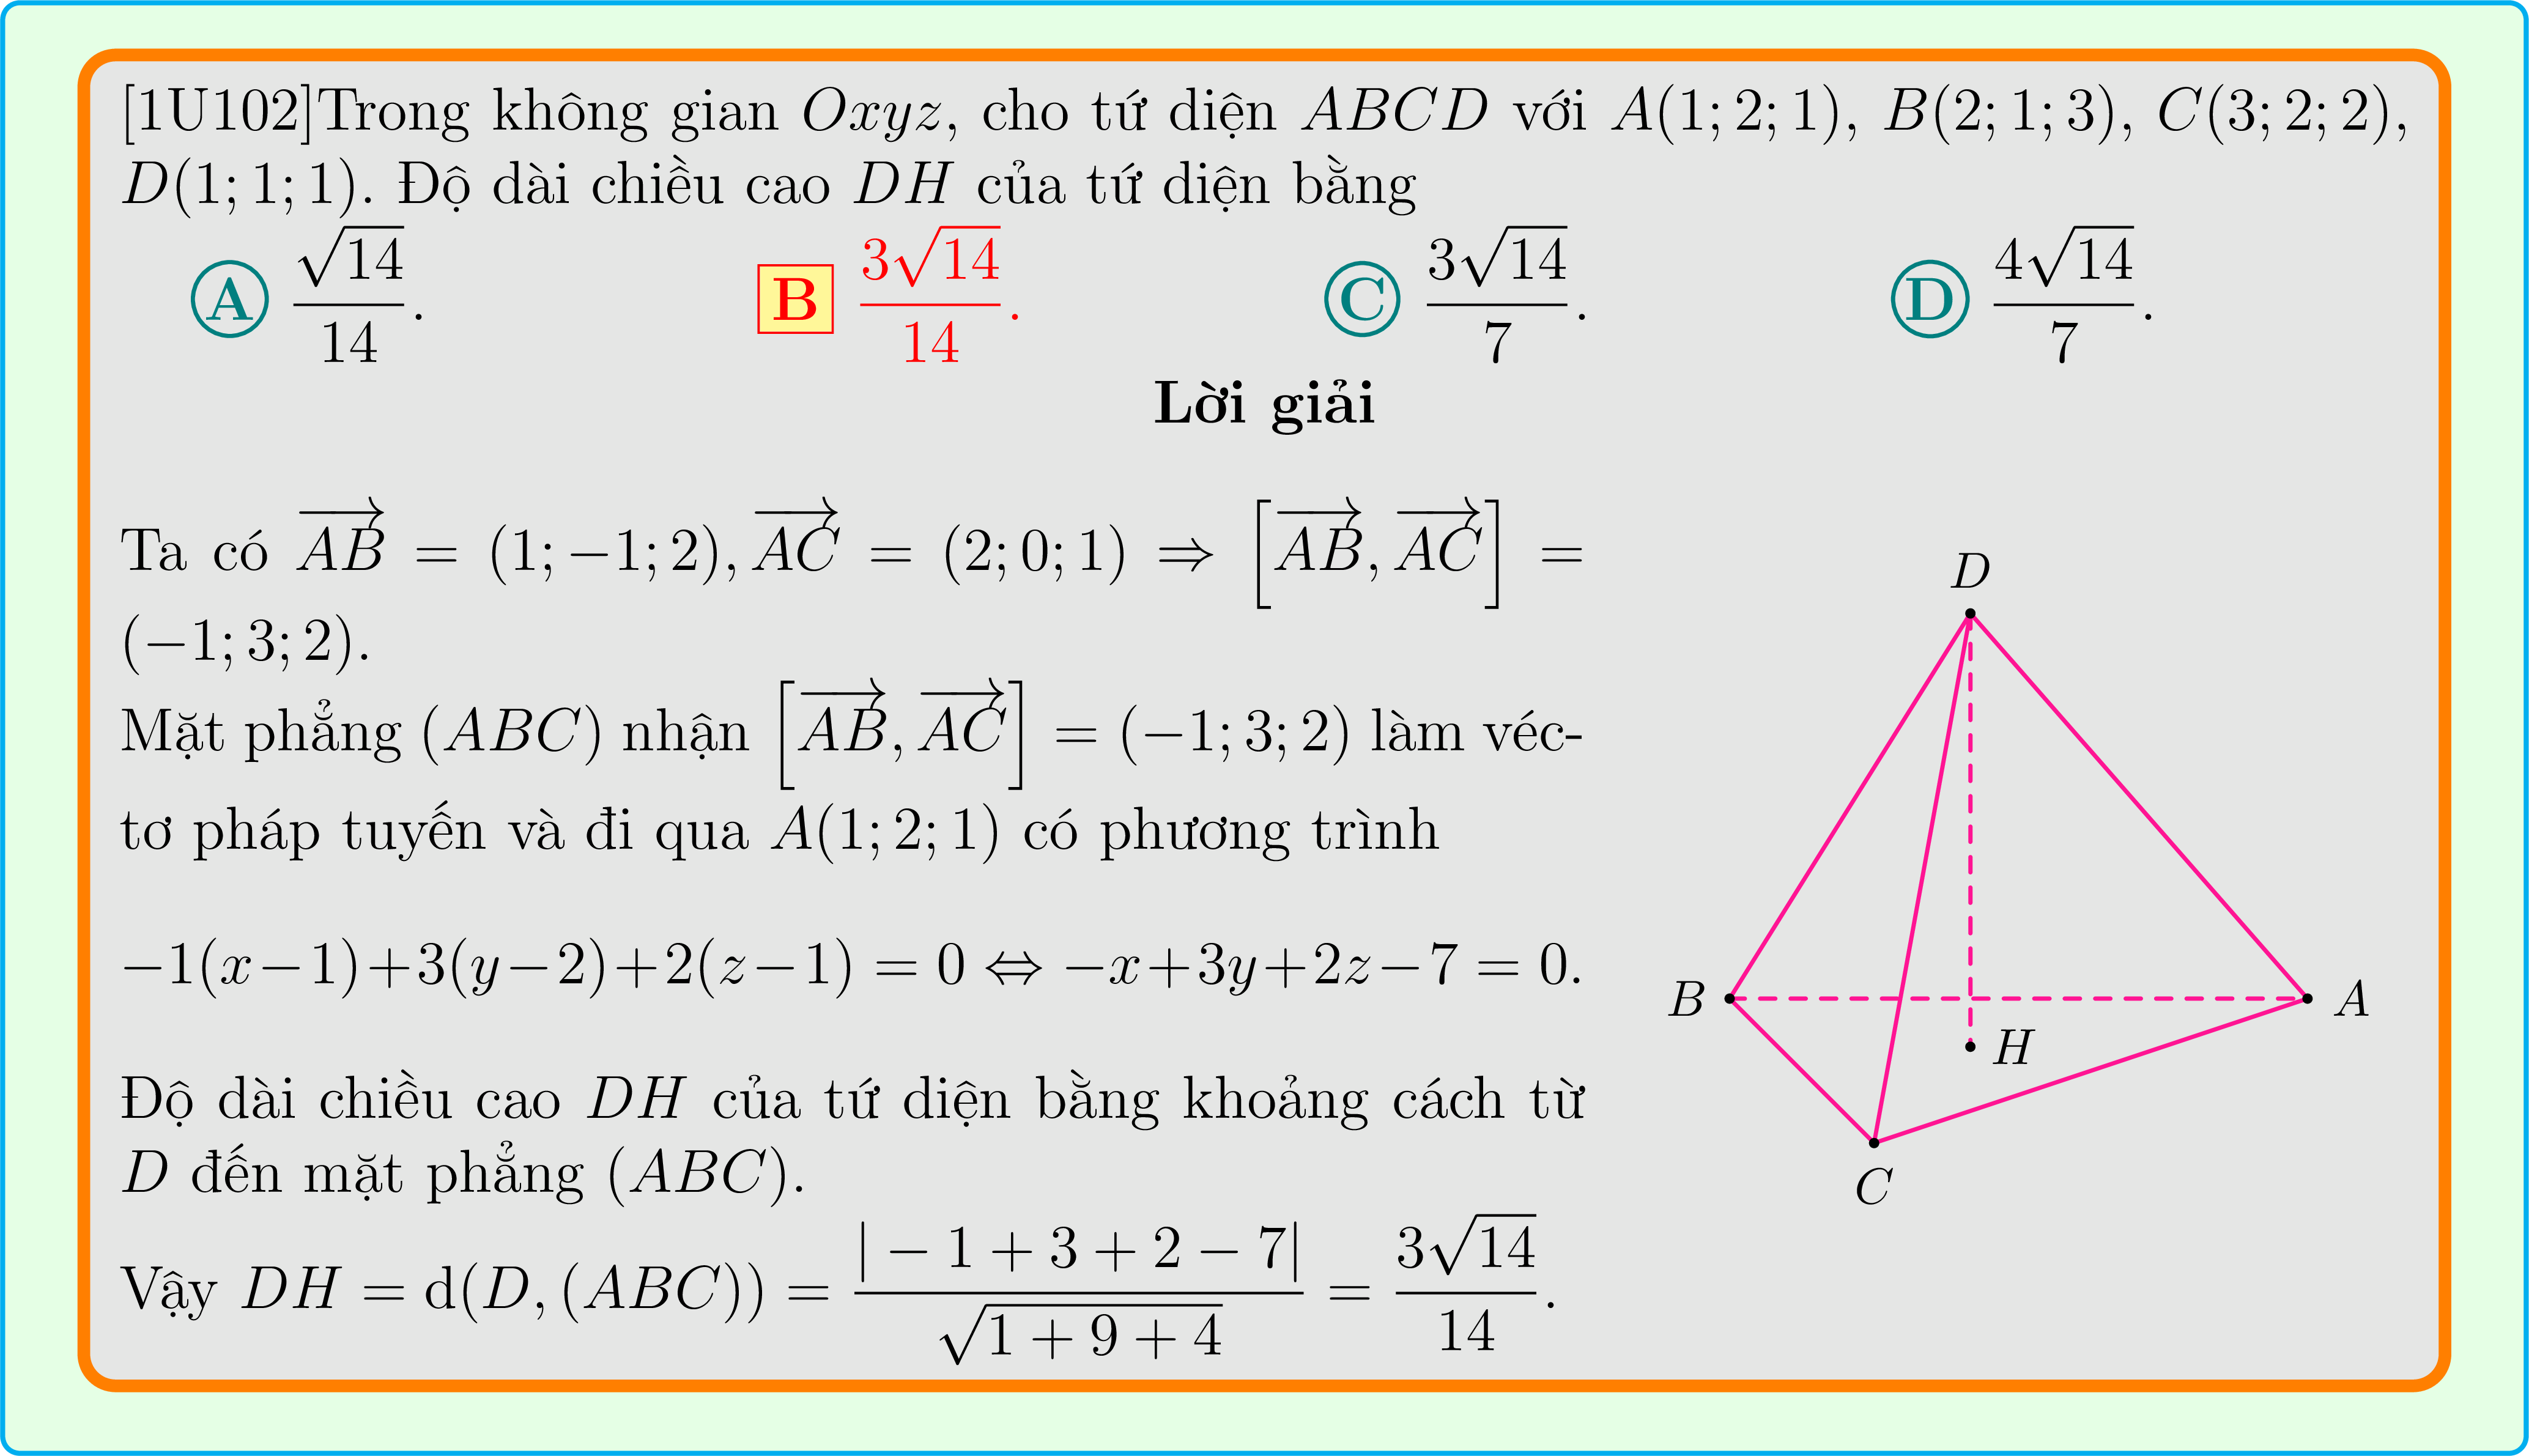 [1U102]Trong không gian Oxyz, cho tứ diện ABCD với A(1; 2; 1), B(2; 1; 3), C(3; 2; 2),
D(1; 1; 1). Độ dài chiều cao DH của tứ diện bằng
A $\frac{\sqrt{14}}{14}$. B $\frac{3\sqrt{14}}{14}$. C $\frac{3\sqrt{14}}{7}$. D $\frac{4\sqrt{14}}{7}$.
Lời giải
Ta có $\overrightarrow{AB}$ = (1; −1; 2), $\overrightarrow{AC}$ = (2; 0; 1) ⇒ $\left[\overrightarrow{AB}, \overrightarrow{AC}\right]$ =
(−1; 3; 2).
Mặt phẳng (ABC) nhận $\left[\overrightarrow{AB}, \overrightarrow{AC}\right]$ = (−1; 3; 2) làm véc-
tơ pháp tuyến và đi qua A(1; 2; 1) có phương trình
−1(x−1)+3(y−2)+2(z−1) = 0 ⇔ −x+3y+2z−7 = 0.
Độ dài chiều cao DH của tứ diện bằng khoảng cách từ
D đến mặt phẳng (ABC).
Vậy DH = d(D, (ABC)) = $\frac{|-1+3+2-7|}{\sqrt{1+9+4}}$ = $\frac{3\sqrt{14}}{14}$.
D
B
A
H
C